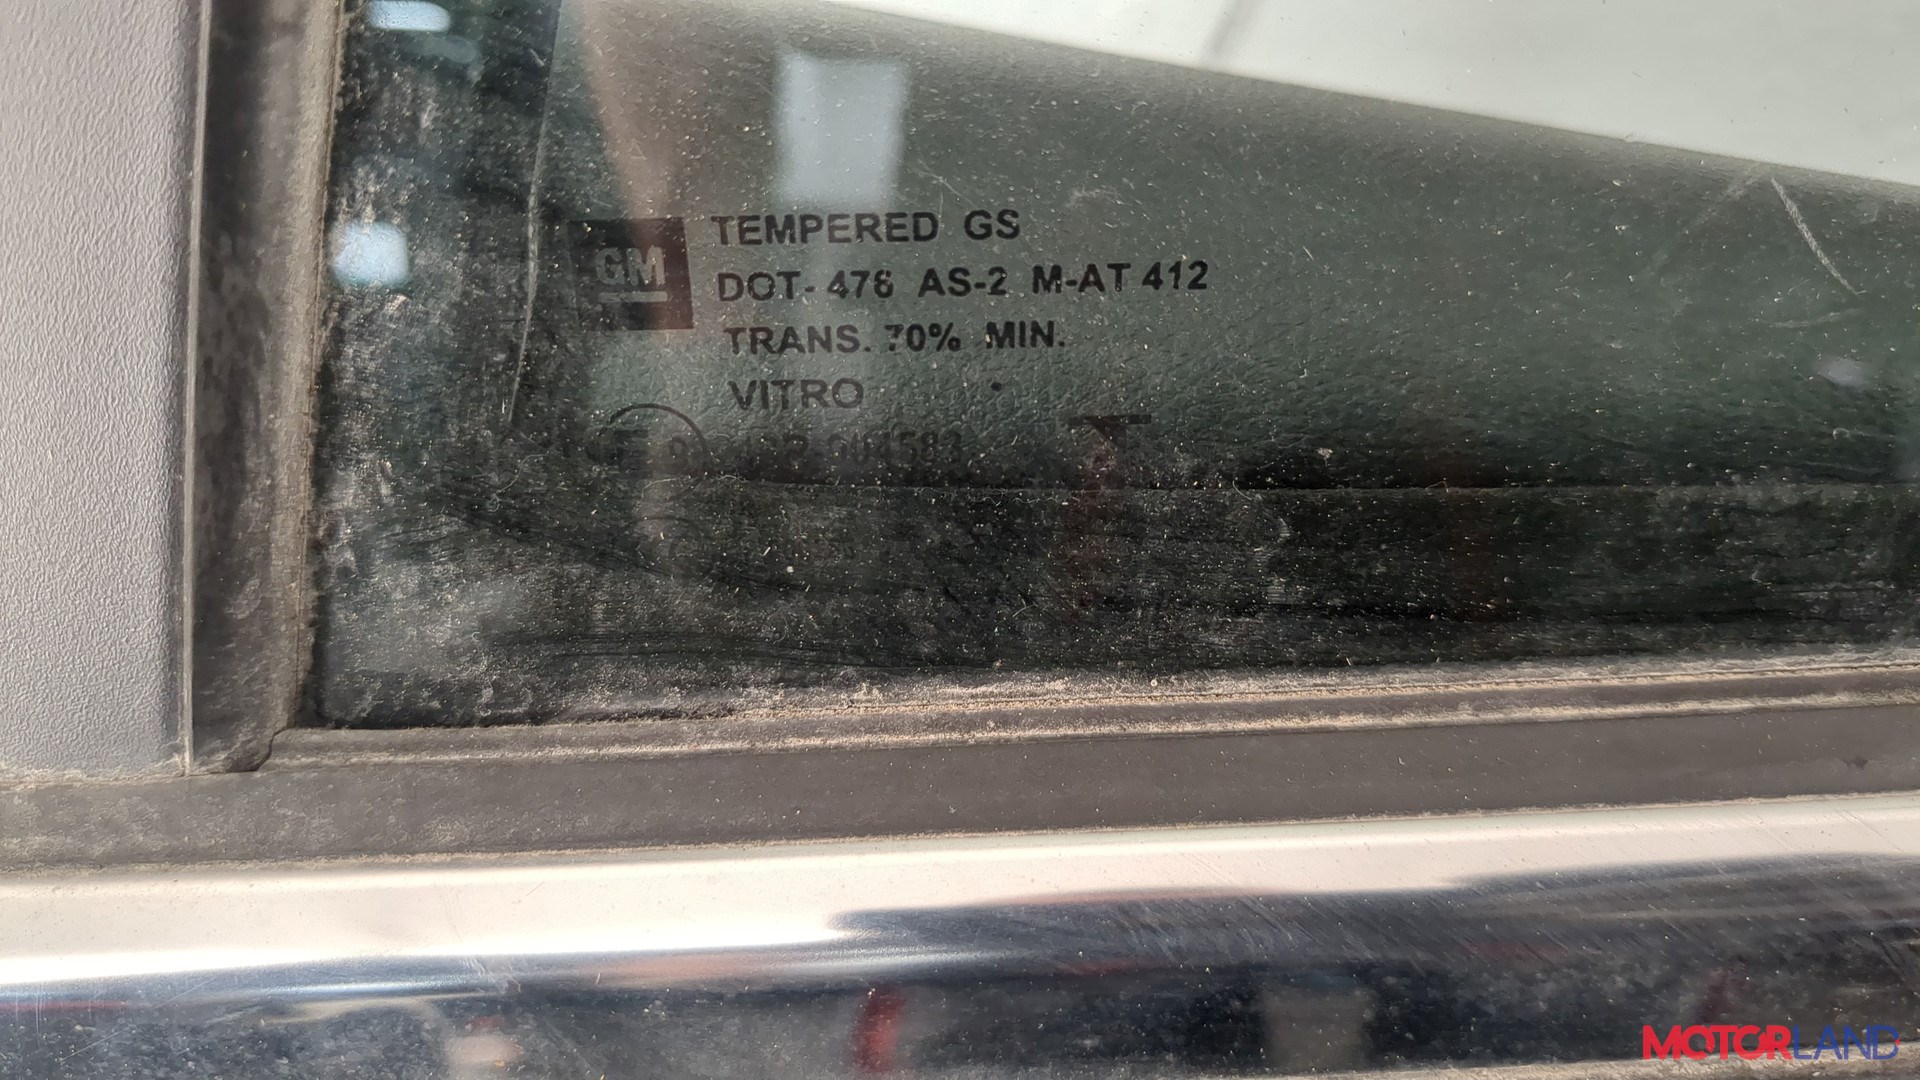 GM
TEMPERED GS
DOT-476 AS-2 M-AT 412
TRANS. 70% MIN.
VITRO
MOTORLAND